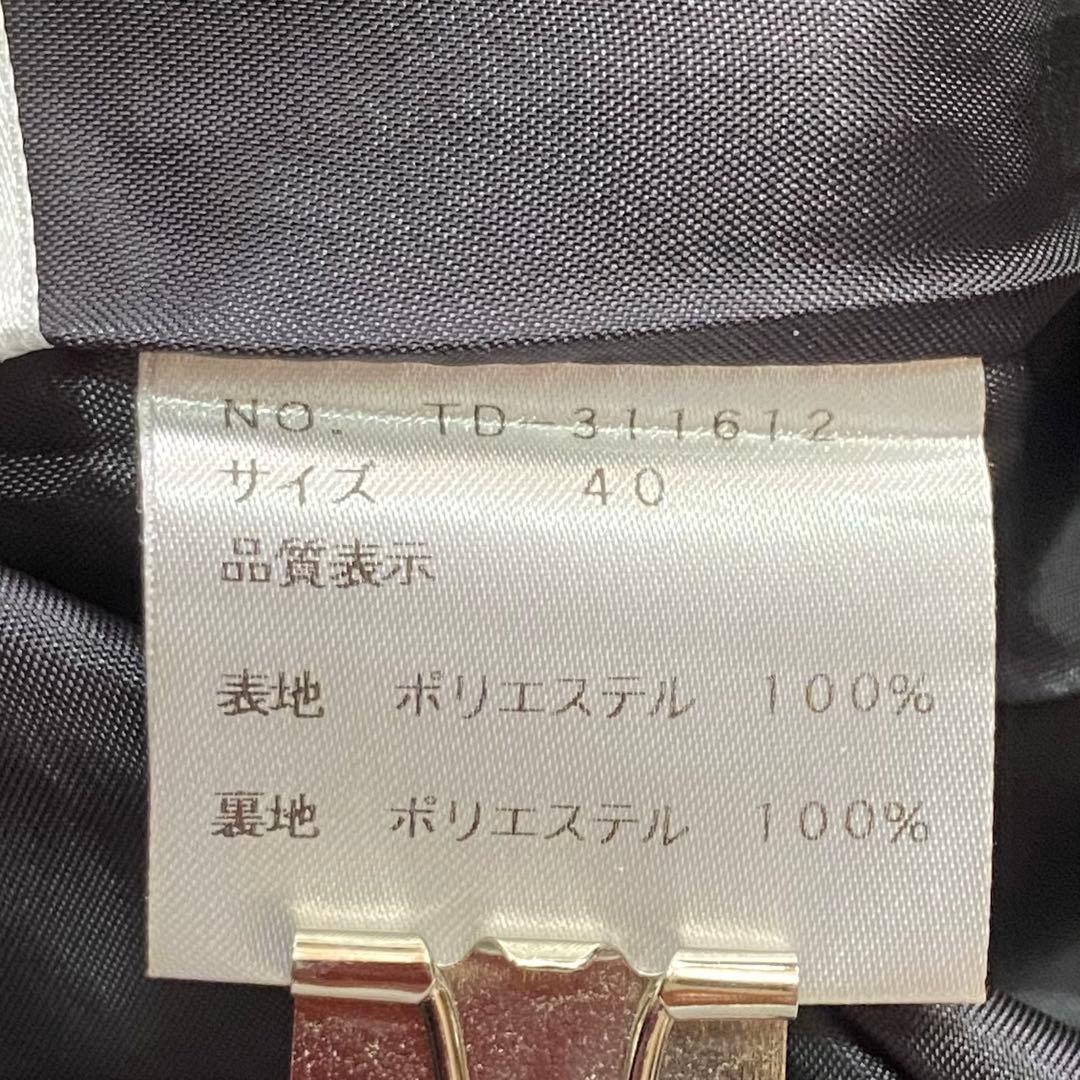 NO. TD-311612
サイズ 40
品質表示
表地 ポリエステル 100%
裏地 ポリエステル 100%